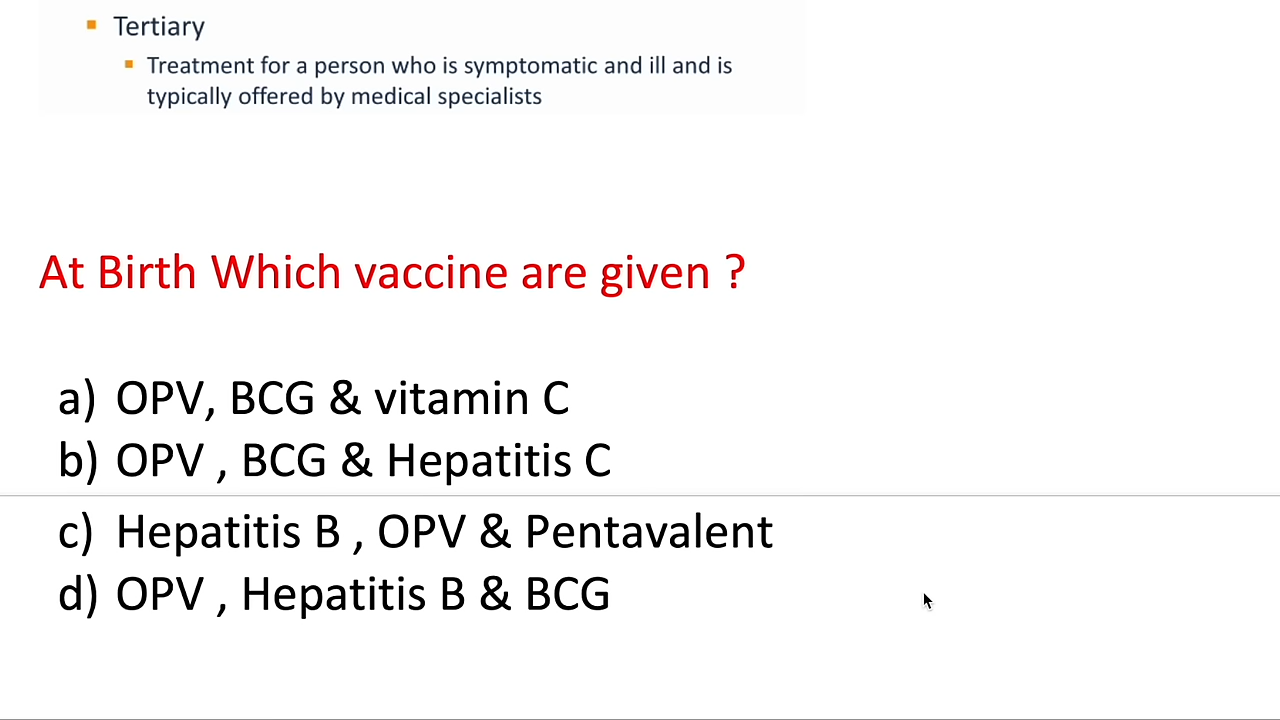 Tertiary
Treatment for a person who is symptomatic and ill and is
typically offered by medical specialists
At Birth Which vaccine are given ?
a) OPV, BCG & vitamin C
b) OPV , BCG & Hepatitis C
c) Hepatitis B , OPV & Pentavalent
d) OPV , Hepatitis B & BCG